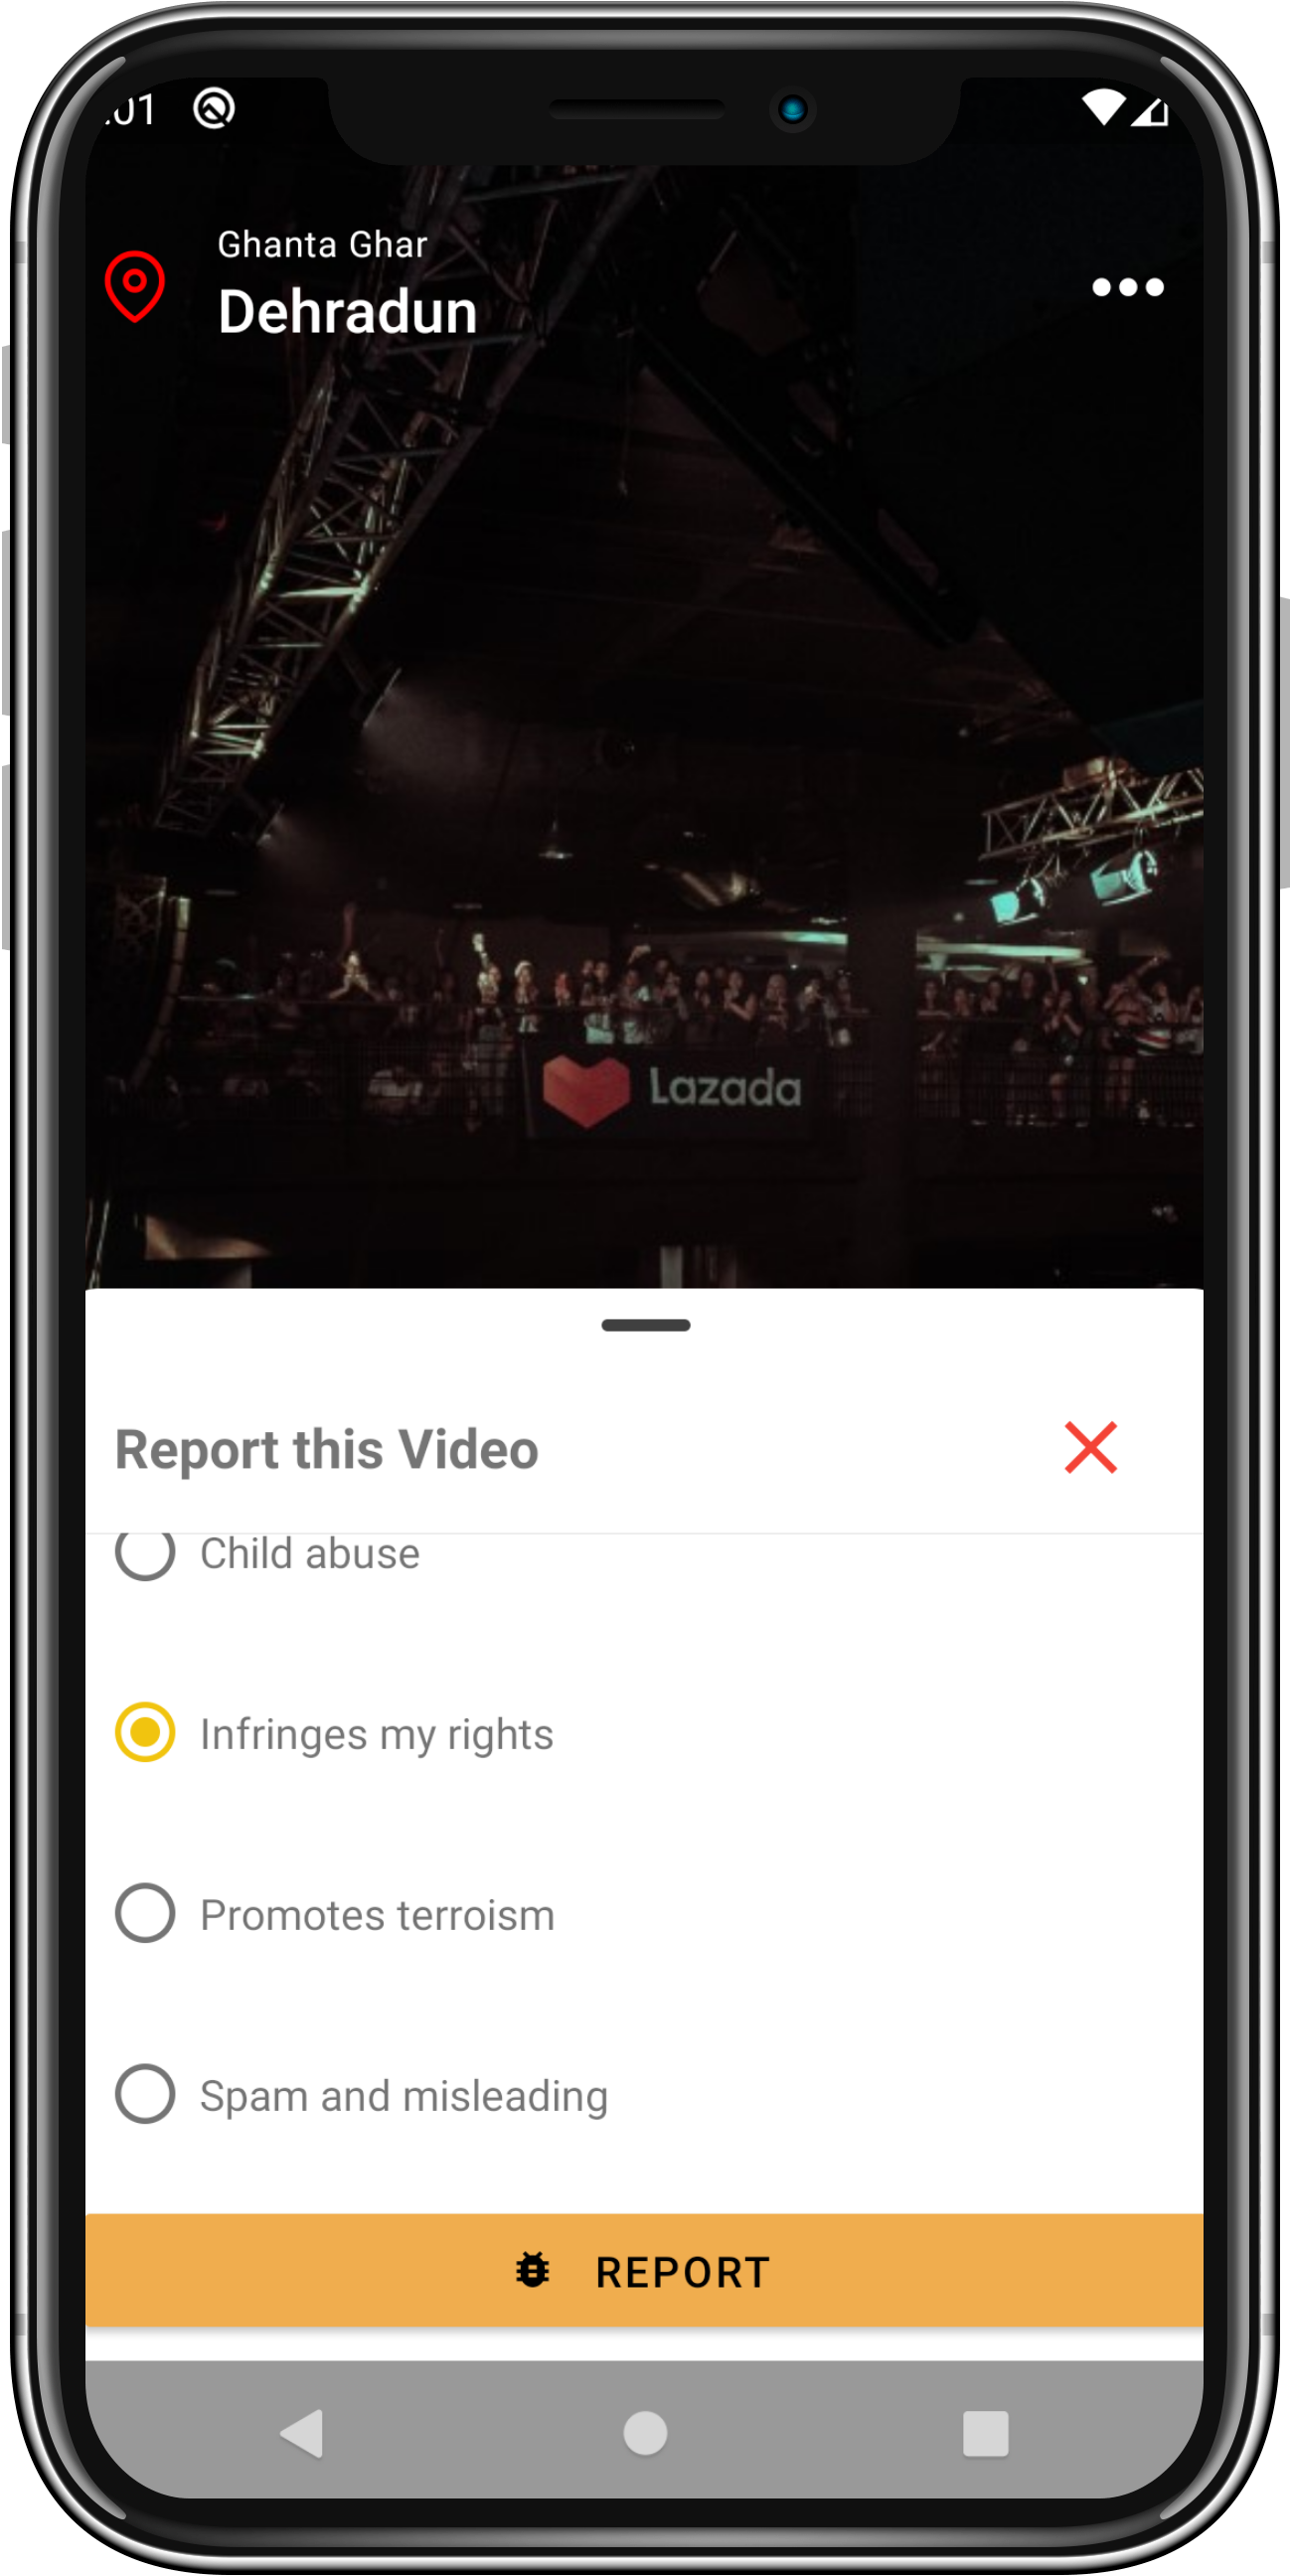 :01
Ghanta Ghar
Dehradun
Lazada
Report this Video
Child abuse
Infringes my rights
Promotes terroism
Spam and misleading
REPORT